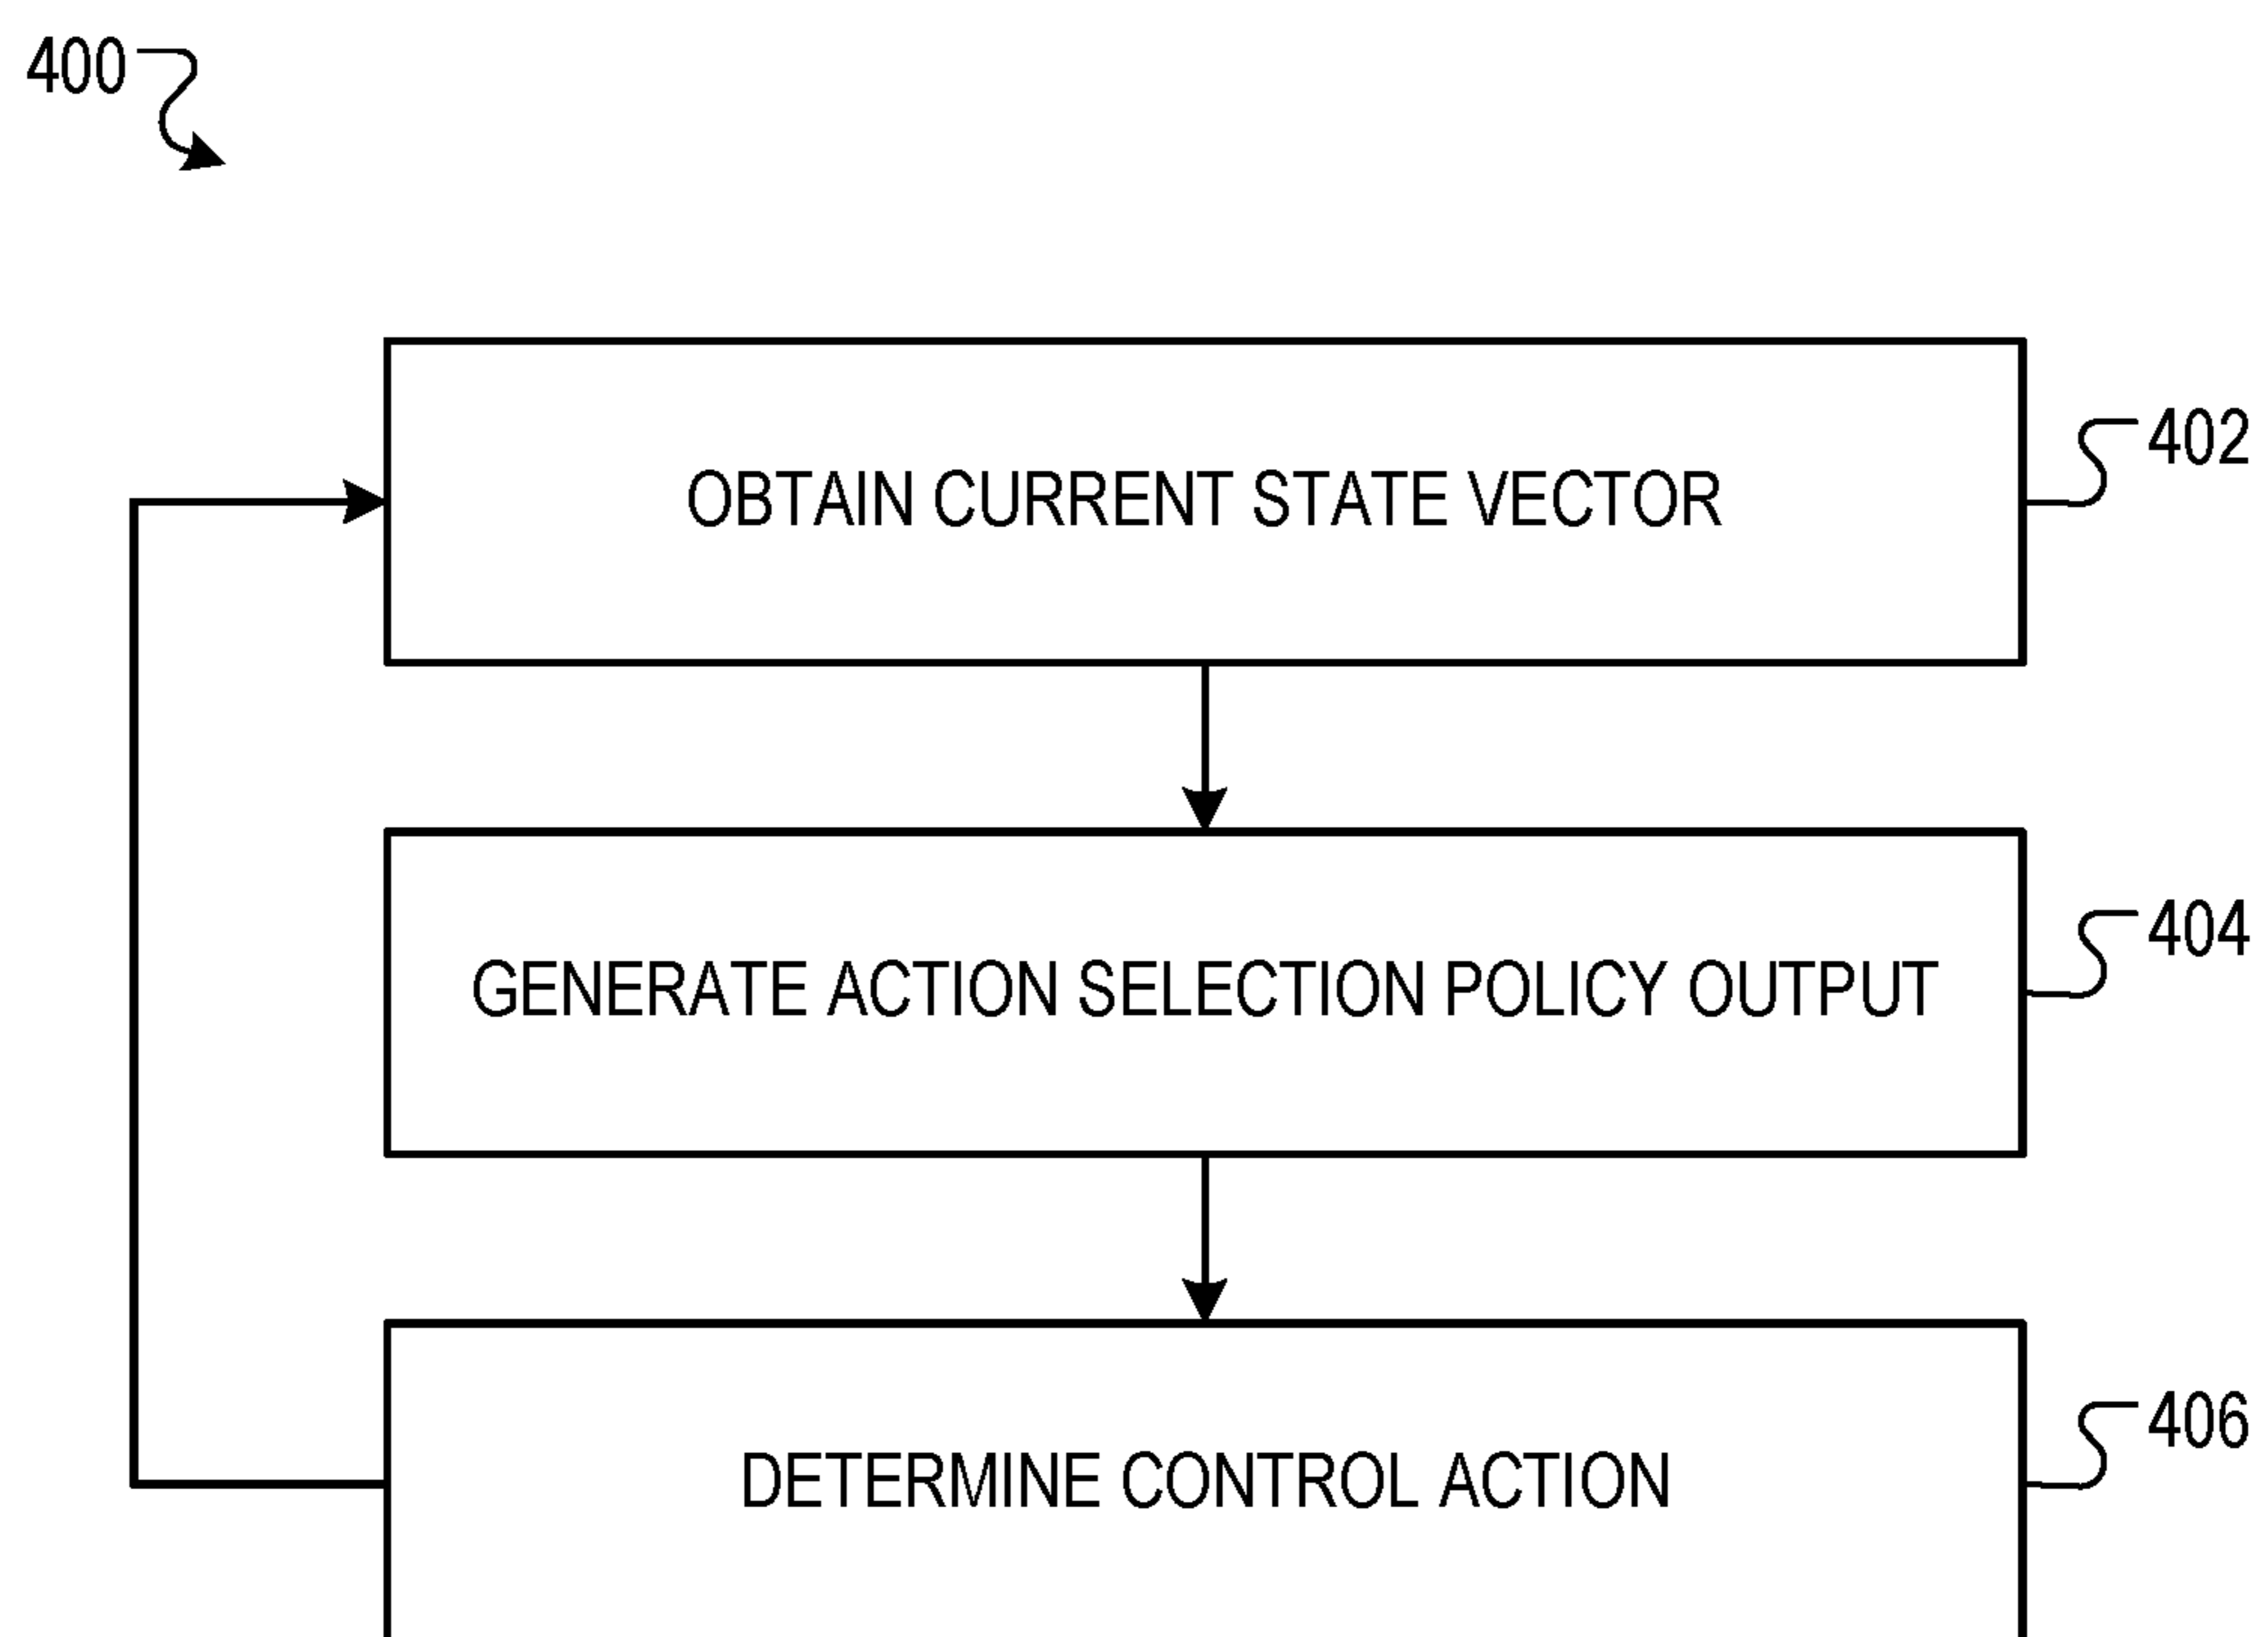 400
OBTAIN CURRENT STATE VECTOR
402
GENERATE ACTION SELECTION POLICY OUTPUT
404
DETERMINE CONTROL ACTION
406